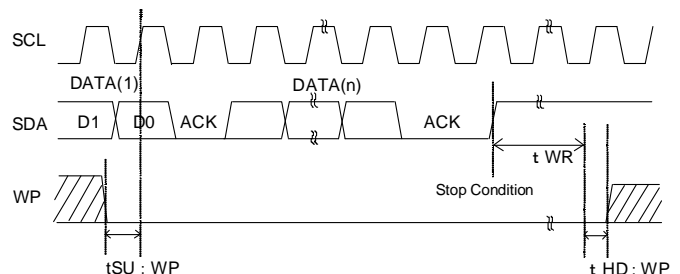 SCL
DATA(1)
DATA(n)
SDA
D1
D0
ACK
ACK
t WR
Stop Condition
WP
tSU : WP
t HD : WP